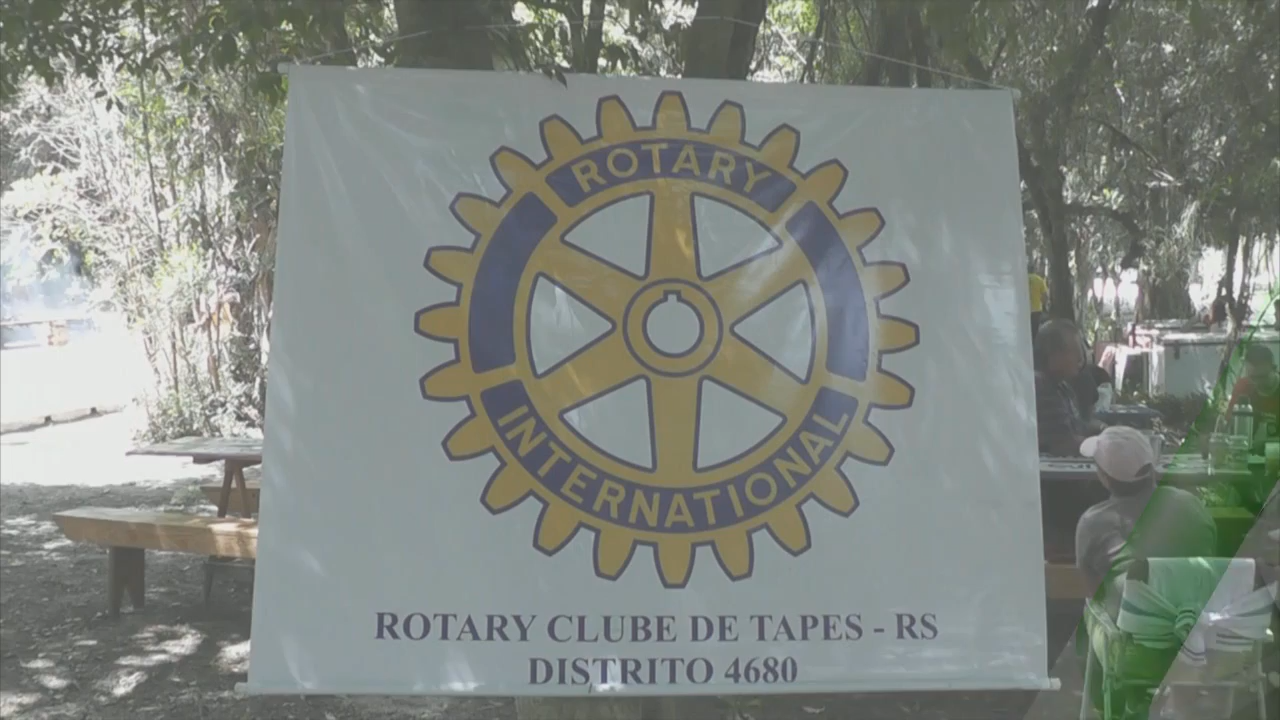 ROTARY
INTERNATIONAL
ROTARY CLUBE DE TAPES - RS
DISTRITO 4680